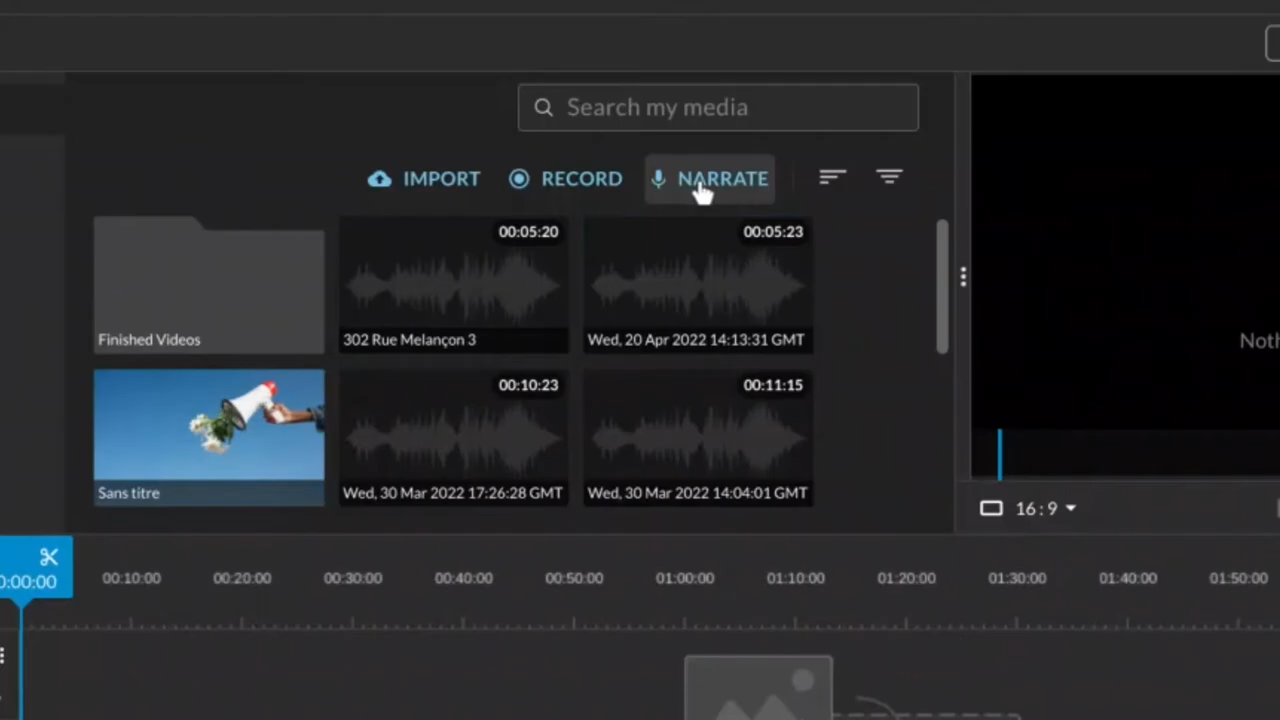 Search my media
IMPORT RECORD NARRATE
00:05:20 00:05:23
Finished Videos 302 Rue Melançon 3 Wed, 20 Apr 2022 14:13:31 GMT
Noth
00:10:23 00:11:15
Sans titre Wed, 30 Mar 2022 17:26:28 GMT Wed, 30 Mar 2022 14:04:01 GMT
16 : 9
0:00:00 00:10:00 00:20:00 00:30:00 00:40:00 00:50:00 01:00:00 01:10:00 01:20:00 01:30:00 01:40:00 01:50:00